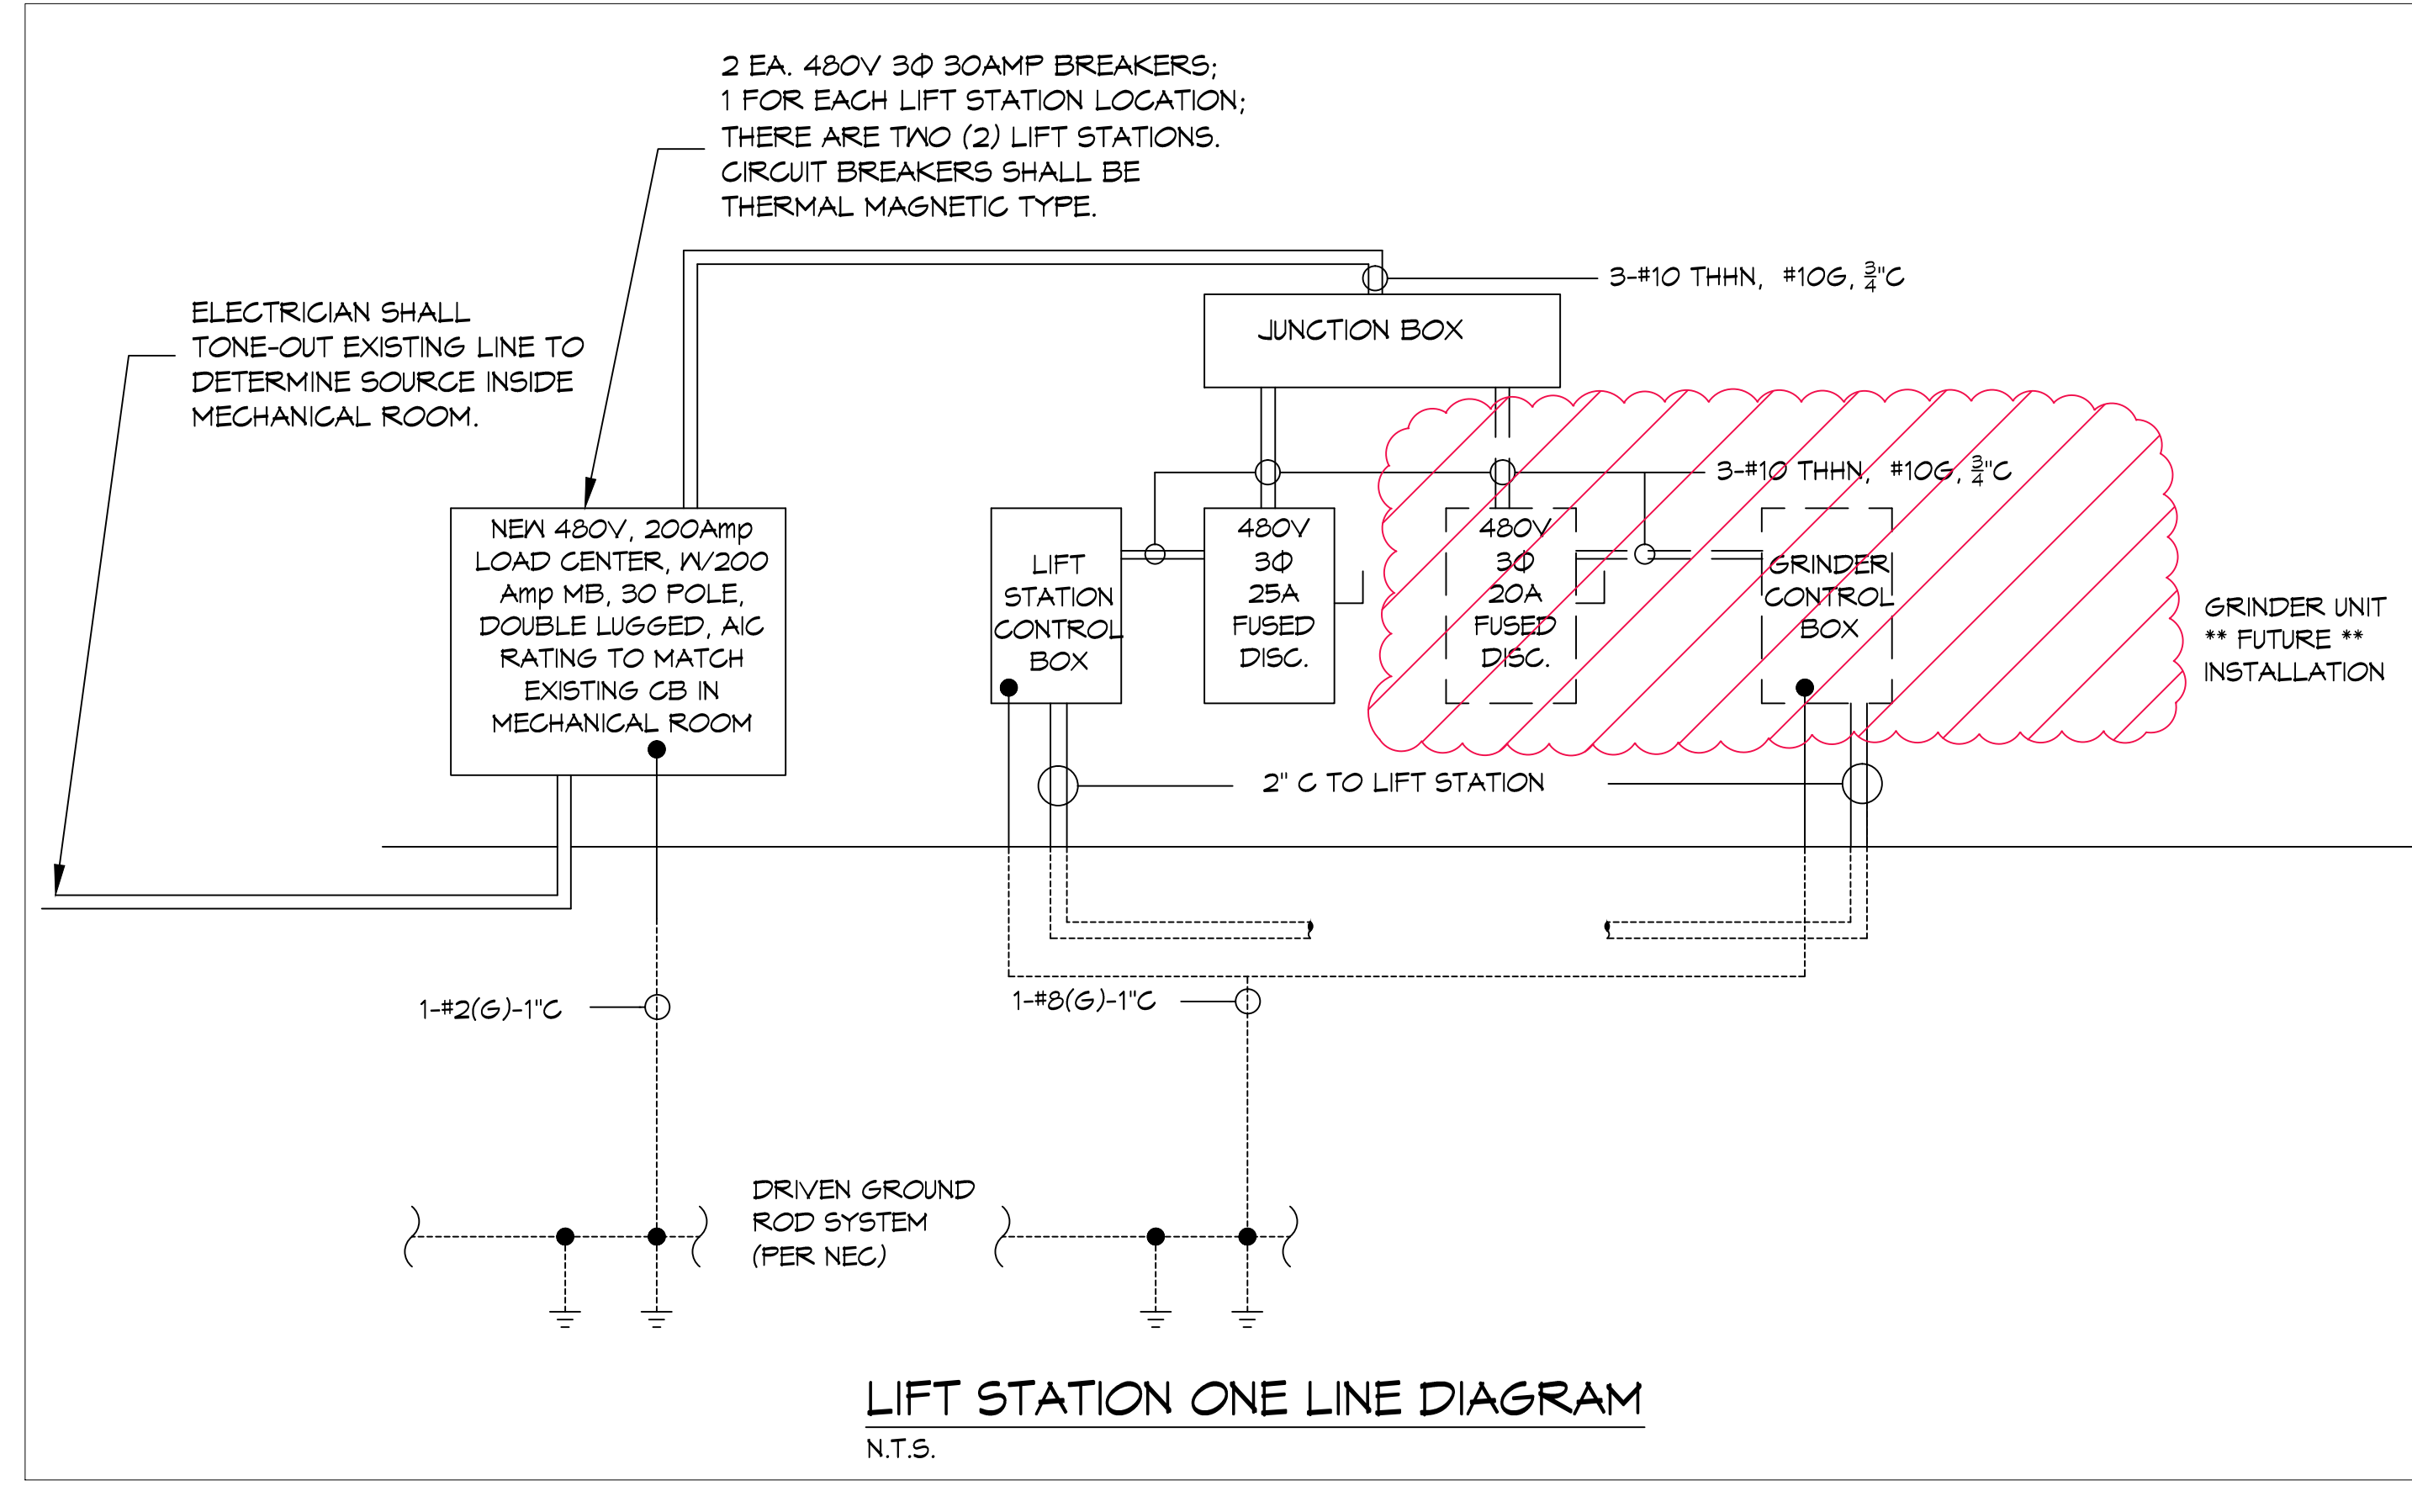 2 EA. 480V 3Ø 30AMP BREAKERS;
1 FOR EACH LIFT STATION LOCATION;
THERE ARE TWO (2) LIFT STATIONS.
CIRCUIT BREAKERS SHALL BE
THERMAL MAGNETIC TYPE.
3-#10 THHN, #10G, 3/4"C
ELECTRICIAN SHALL
TONE-OUT EXISTING LINE TO
DETERMINE SOURCE INSIDE
MECHANICAL ROOM.
JUNCTION BOX
3-#10 THHN, #10G, 3/4"C
NEW 480V, 200Amp
LOAD CENTER, W/200
Amp MB, 30 POLE,
DOUBLE LUGGED, AIC
RATING TO MATCH
EXISTING CB IN
MECHANICAL ROOM
LIFT
STATION
CONTROL
BOX
480V
3Ø
25A
FUSED
DISC.
480V
3Ø
20A
FUSED
DISC.
GRINDER
CONTROL
BOX
GRINDER UNIT
** FUTURE **
INSTALLATION
2" C TO LIFT STATION
1-#2(G)-1"C
1-#8(G)-1"C
DRIVEN GROUND
ROD SYSTEM
(PER NEC)
LIFT STATION ONE LINE DIAGRAM
N.T.S.